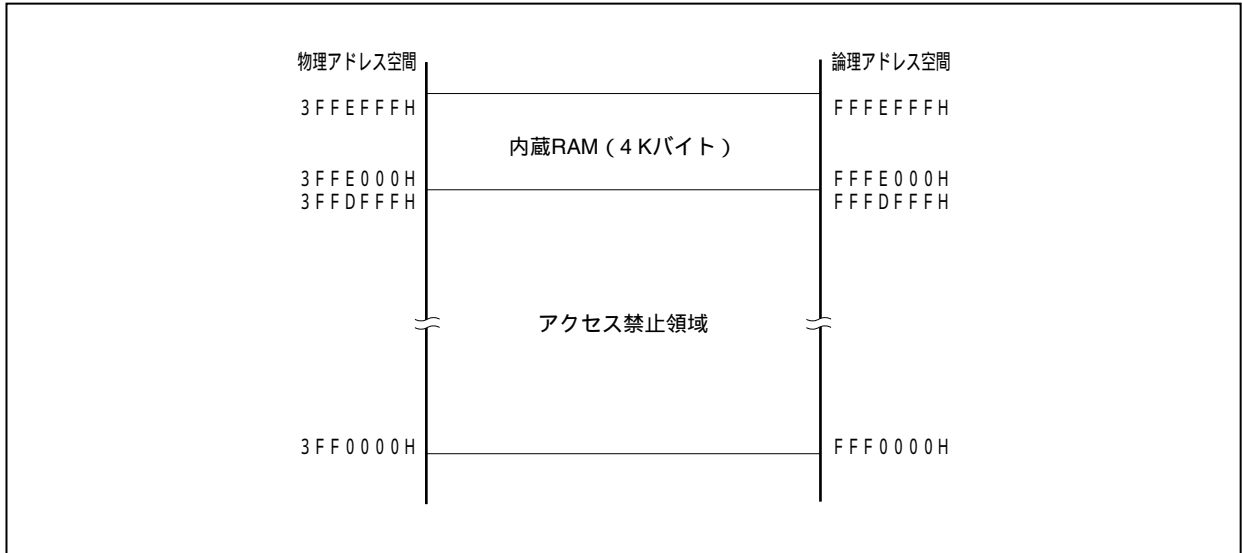 物理アドレス空間 論理アドレス空間
3FFEFFFH FFFEFFFH
内蔵RAM(4 Kバイト)
3FFE000H FFFE000H
3FFDFFFH FFFDFFFH
アクセス禁止領域
3FF0000H FFF0000H